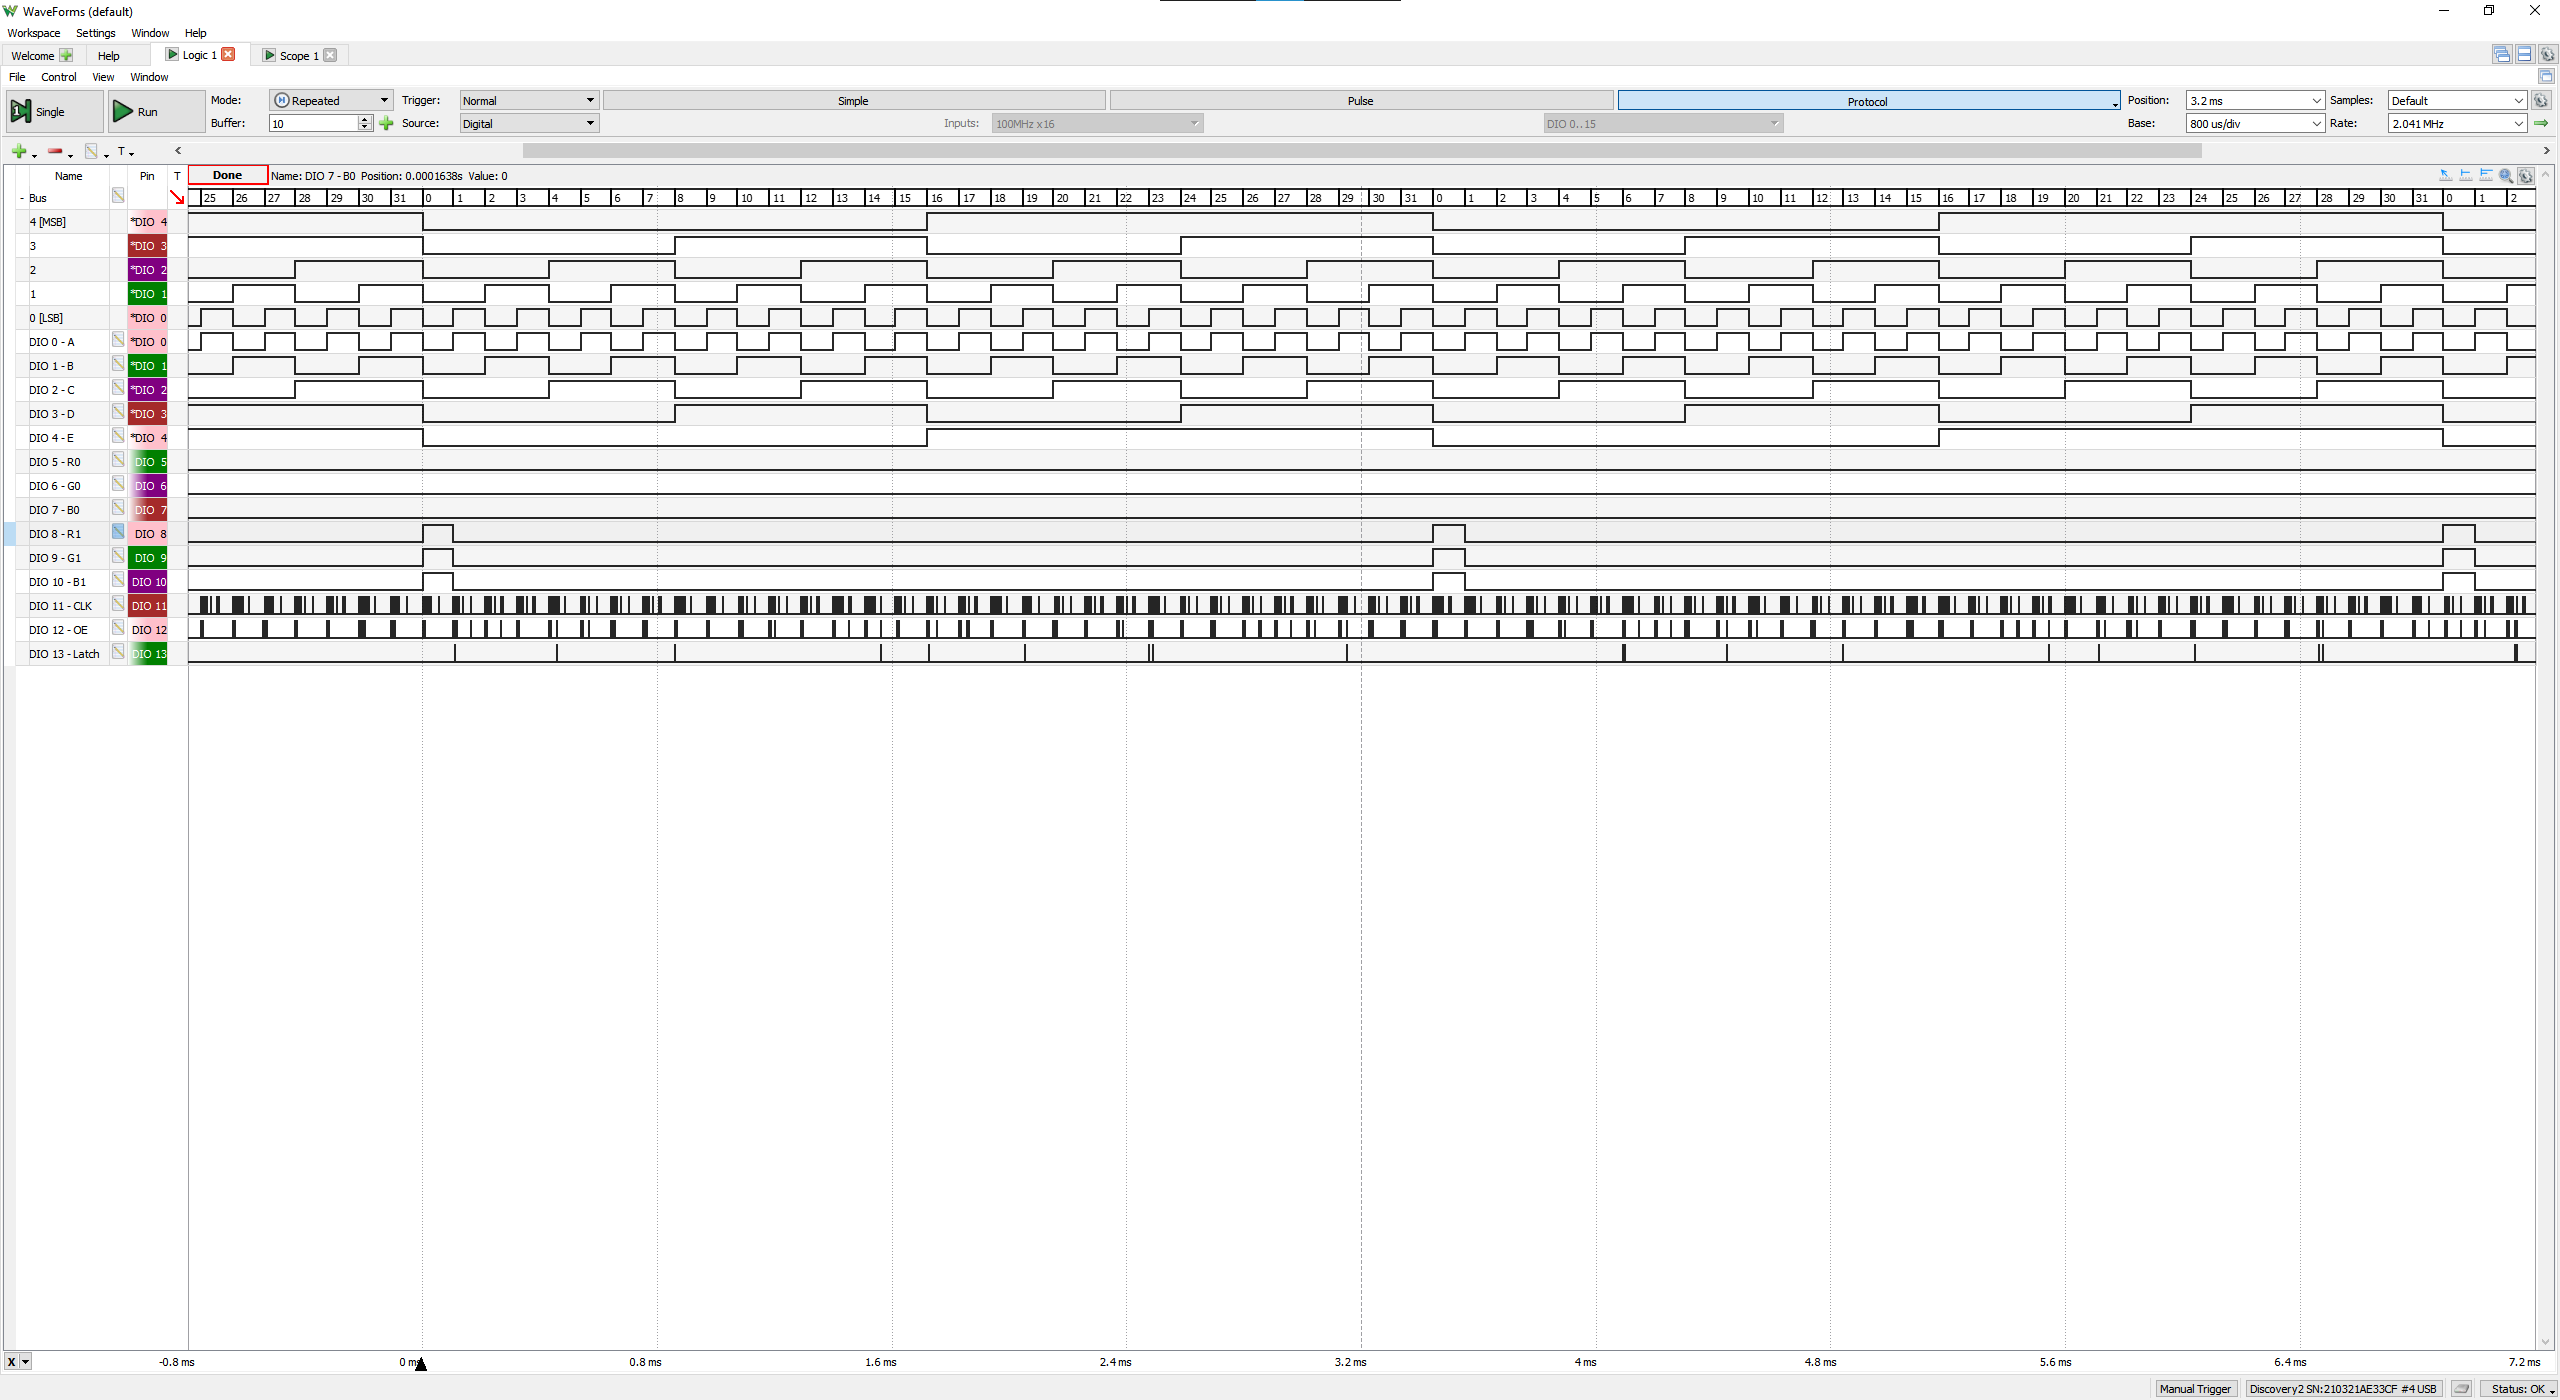 WaveForms (default)
Workspace Settings Window Help
Welcome Help Logic 1 Scope 1
File Control View Window
Single Run Mode: Repeated Trigger: Normal Simple Pulse Protocol Position: 3.2 ms Samples: Default
Buffer: 10 Source: Digital Inputs: 100MHz x16 DIO 0..15 Base: 800 us/div Rate: 2.041 MHz
T
Name Pin T Done Name: DIO 7 - B0 Position: 0.0001638s Value: 0
- Bus 25 26 27 28 29 30 31 0 1 2 3 4 5 6 7 8 9 10 11 12 13 14 15 16 17 18 19 20 21 22 23 24 25 26 27 28 29 30 31 0 1 2 3 4 5 6 7 8 9 10 11 12 13 14 15 16 17 18 19 20 21 22 23 24 25 26 27 28 29 30 31 0 1 2
4 [MSB] *DIO 4
3 *DIO 3
2 *DIO 2
1 *DIO 1
0 [LSB] *DIO 0
DIO 0 - A *DIO 0
DIO 1 - B *DIO 1
DIO 2 - C *DIO 2
DIO 3 - D *DIO 3
DIO 4 - E *DIO 4
DIO 5 - R0 DIO 5
DIO 6 - G0 DIO 6
DIO 7 - B0 DIO 7
DIO 8 - R1 DIO 8
DIO 9 - G1 DIO 9
DIO 10 - B1 DIO 10
DIO 11 - CLK DIO 11
DIO 12 - OE DIO 12
DIO 13 - Latch DIO 13
X -0.8 ms 0 ms 0.8 ms 1.6 ms 2.4 ms 3.2 ms 4 ms 4.8 ms 5.6 ms 6.4 ms 7.2 ms
Manual Trigger Discovery2 SN:210321AE33CF #4 USB Status: OK